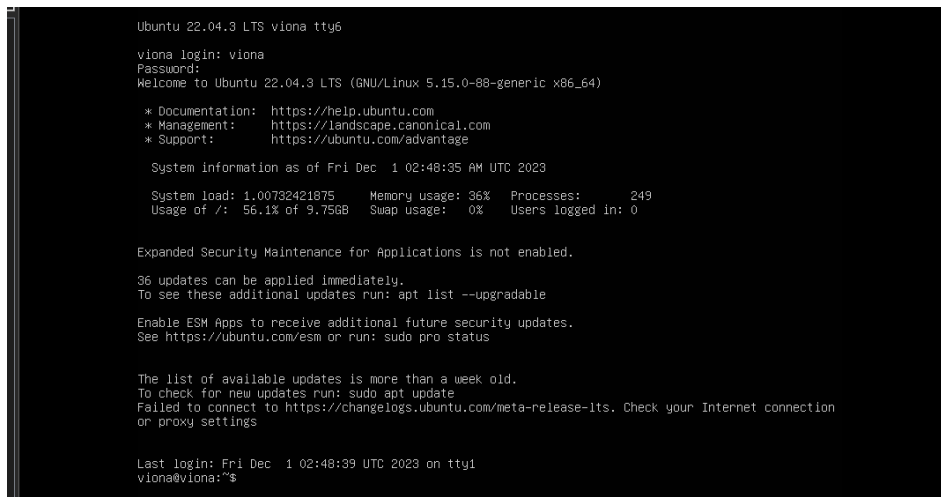 Ubuntu 22.04.3 LTS viona tty6
viona login: viona
Password:
Welcome to Ubuntu 22.04.3 LTS (GNU/Linux 5.15.0-88-generic x86_64)
* Documentation:  https://help.ubuntu.com
* Management:     https://landscape.canonical.com
* Support:        https://ubuntu.com/advantage
System information as of Fri Dec  1 02:48:35 AM UTC 2023
System load: 1.00732421875     Memory usage: 36%   Processes:       249
Usage of /:  56.1% of 9.75GB   Swap usage:   0%    Users logged in: 0
Expanded Security Maintenance for Applications is not enabled.
36 updates can be applied immediately.
To see these additional updates run: apt list --upgradable
Enable ESM Apps to receive additional future security updates.
See https://ubuntu.com/esm or run: sudo pro status
The list of available updates is more than a week old.
To check for new updates run: sudo apt update
Failed to connect to https://changelogs.ubuntu.com/meta-release-lts. Check your Internet connection
or proxy settings
Last login: Fri Dec  1 02:48:39 UTC 2023 on tty1
viona@viona:~$